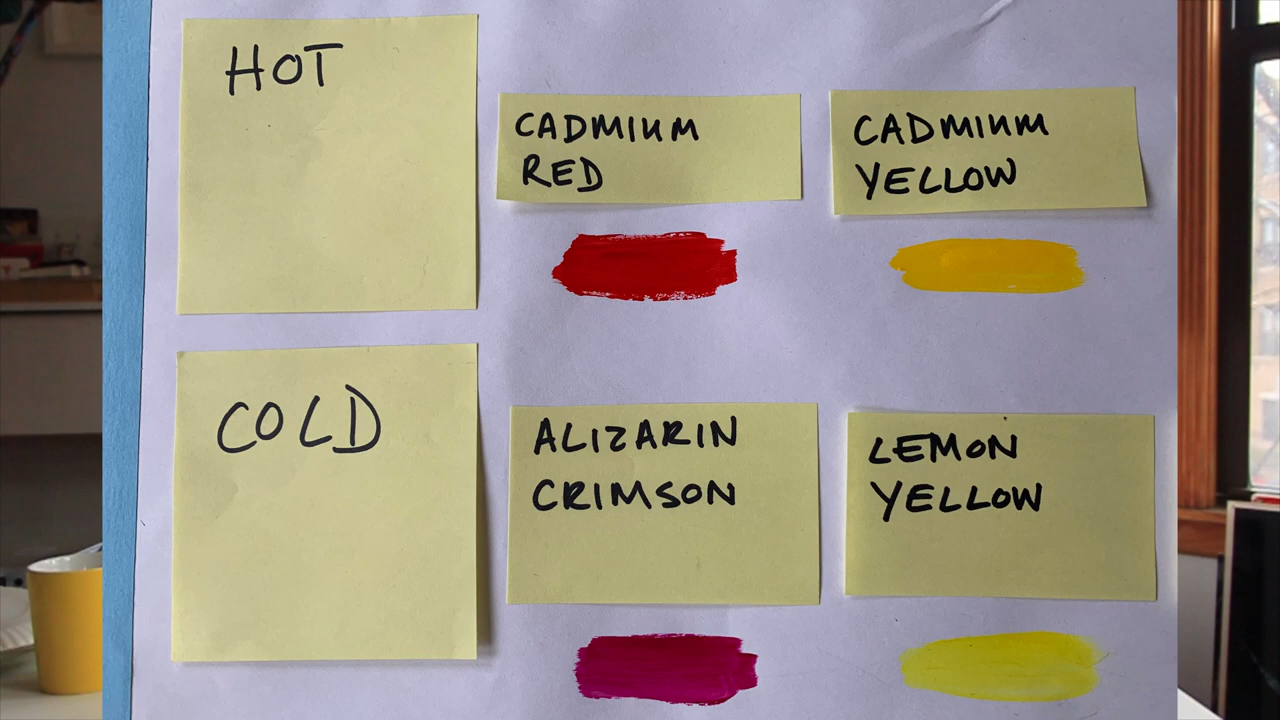 HOT
CADMIUM
RED
CADMIUM
YELLOW
COLD
ALIZARIN
CRIMSON
LEMON
YELLOW